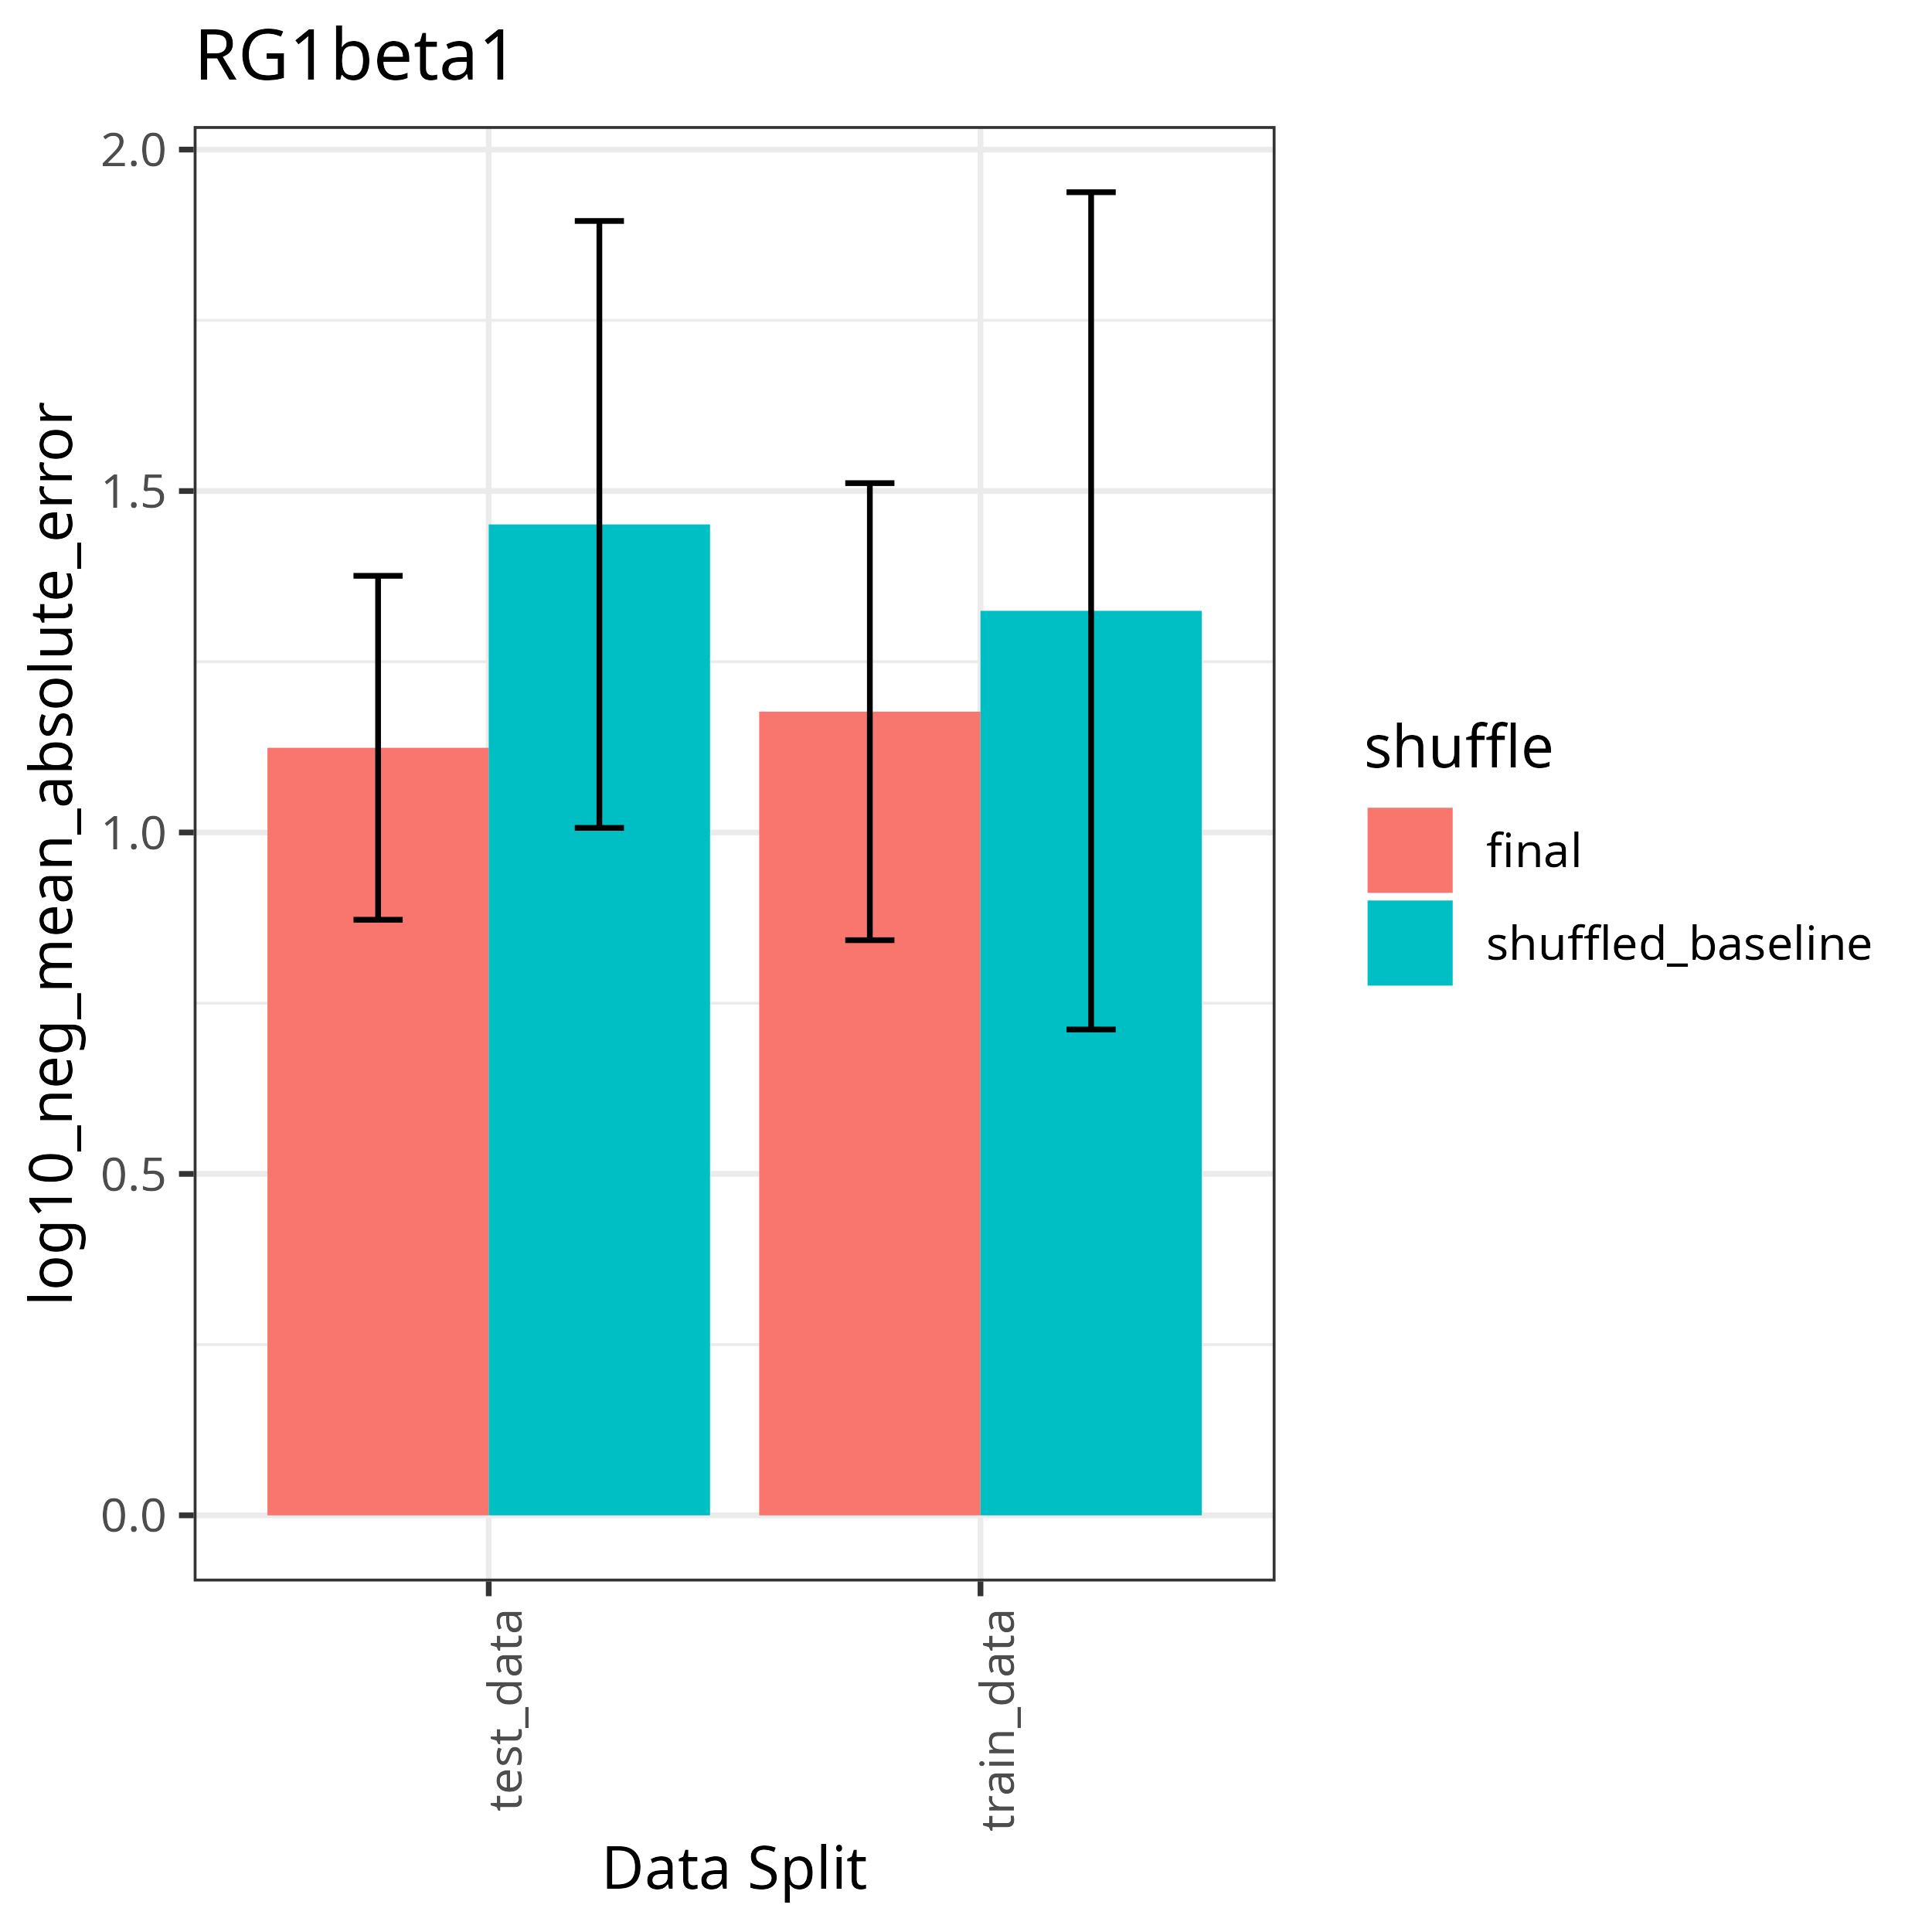 RG1beta1
log10_neg_mean_absolute_error
2.0
1.5
1.0
0.5
0.0
test_data
train_data
Data Split
shuffle
final
shuffled_baseline